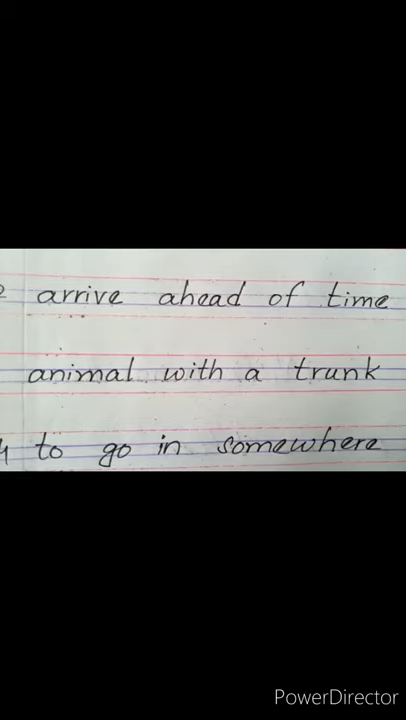 arrive ahead of time
animal with a trunk
to go in somewhere
PowerDirector